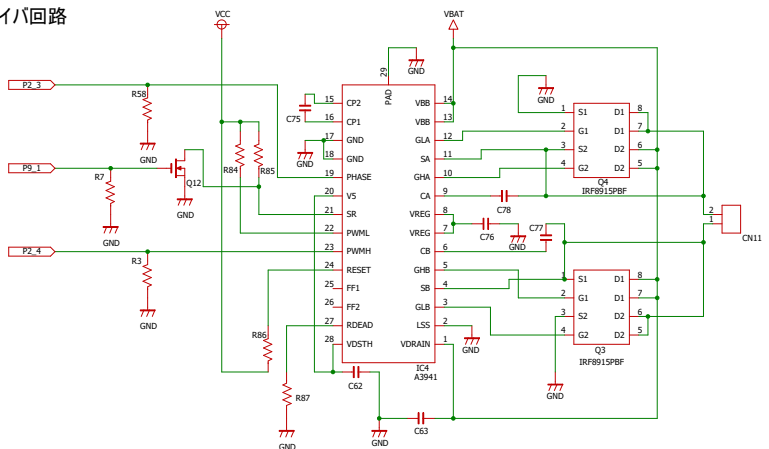 イバ回路
VCC
VBAT
P2_3
R58
GND
P9_1
R7
GND
Q12
GND
P2_4
R3
GND
R84
R85
C75
GND
29
PAD
GND
15 CP2
16 CP1
17 GND
18 GND
19 PHASE
20 V5
21 SR
22 PWML
23 PWMH
24 RESET
25 FF1
26 FF2
27 RDEAD
28 VDSTH
VBB 14
VBB 13
GLA 12
SA 11
GHA 10
CA 9
VREG 8
VREG 7
CB 6
GHB 5
SB 4
GLB 3
LSS 2
VDRAIN 1
IC4
A3941
R86
R87
GND
C62
GND
C63
GND
C78
C76
GND
C77
GND
1 S1 D1 8
2 G1 D1 7
3 S2 D2 6
4 G2 D2 5
Q4
IRF8915PBF
2
1
CN11
1 S1 D1 8
2 G1 D1 7
3 S2 D2 6
4 G2 D2 5
Q3
IRF8915PBF
GND